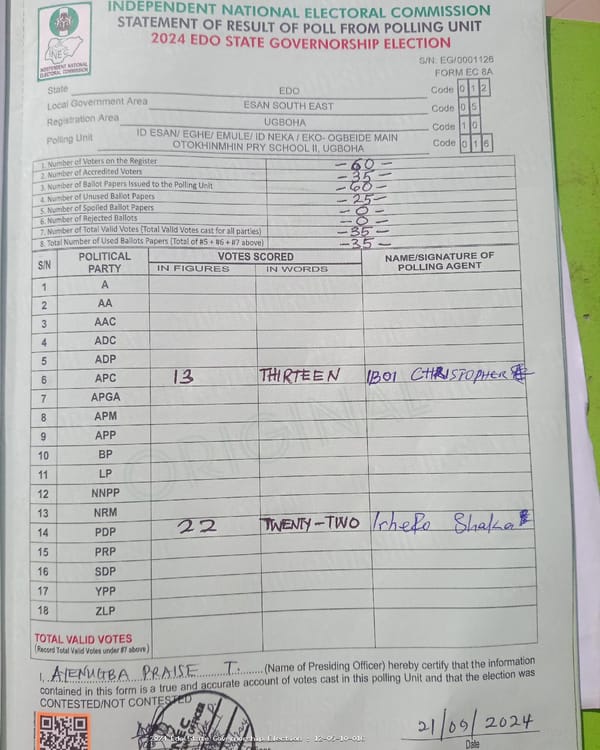 INDEPENDENT NATIONAL ELECTORAL COMMISSION
STATEMENT OF RESULT OF POLL FROM POLLING UNIT
2024 EDO STATE GOVERNORSHIP ELECTION
INEC
INDEPENDENT NATIONAL ELECTORAL COMMISSION
S/N: EG/0001126
FORM EC 8A
State EDO Code 0 1 2
Local Government Area ESAN SOUTH EAST Code 0 5
Registration Area UGBOHA Code 1 0
Polling Unit ID ESAN/ EGHE/ EMULE/ ID NEKA / EKO- OGBEIDE MAIN OTOKHINMHIN PRY SCHOOL II, UGBOHA Code 0 1 6
1. Number of Voters on the Register -60-
2. Number of Accredited Voters -35-
3. Number of Ballot Papers Issued to the Polling Unit -60-
4. Number of Unused Ballot Papers -25-
5. Number of Spoiled Ballot Papers -0-
6. Number of Rejected Ballots -0-
7. Number of Total Valid Votes (Total Valid Votes cast for all parties) -35-
8. Total Number of Used Ballots Papers (Total of #5 + #6 + #7 above) -35-
S/N POLITICAL PARTY VOTES SCORED NAME/SIGNATURE OF POLLING AGENT
IN FIGURES IN WORDS
1 A
2 AA
3 AAC
4 ADC
5 ADP
6 APC 13 THIRTEEN IBOI CHRISTOPHER
7 APGA
8 APM
9 APP
10 BP
11 LP
12 NNPP
13 NRM
14 PDP 22 TWENTY-TWO Irhero Shaka
15 PRP
16 SDP
17 YPP
18 ZLP
ORIGINAL
TOTAL VALID VOTES
(Record Total Valid Votes under #7 above)
I, AJENUGBA PRAISE T. (Name of Presiding Officer) hereby certify that the information
contained in this form is a true and accurate account of votes cast in this polling Unit and that the election was
CONTESTED/NOT CONTESTED
21/09/2024
Date
2024 Edo State Governorship Election - 12-05-10-016